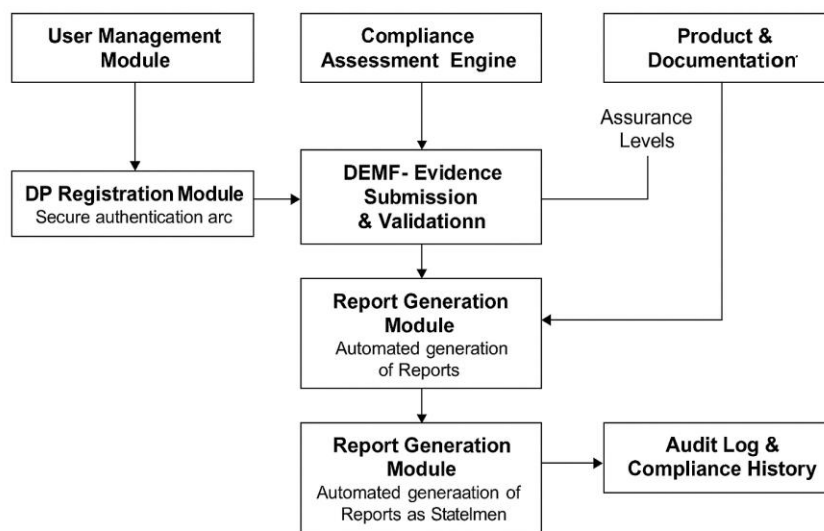 User Management
Module
Compliance
Assessment Engine
Product &
Documentation
Assurance
Levels
DP Registration Module
Secure authentication arc
DEMF- Evidence
Submission
& Validationn
Report Generation
Module
Automated generation
of Reports
Report Generation
Module
Automated generaation of
Reports as Statelmen
Audit Log &
Compliance History